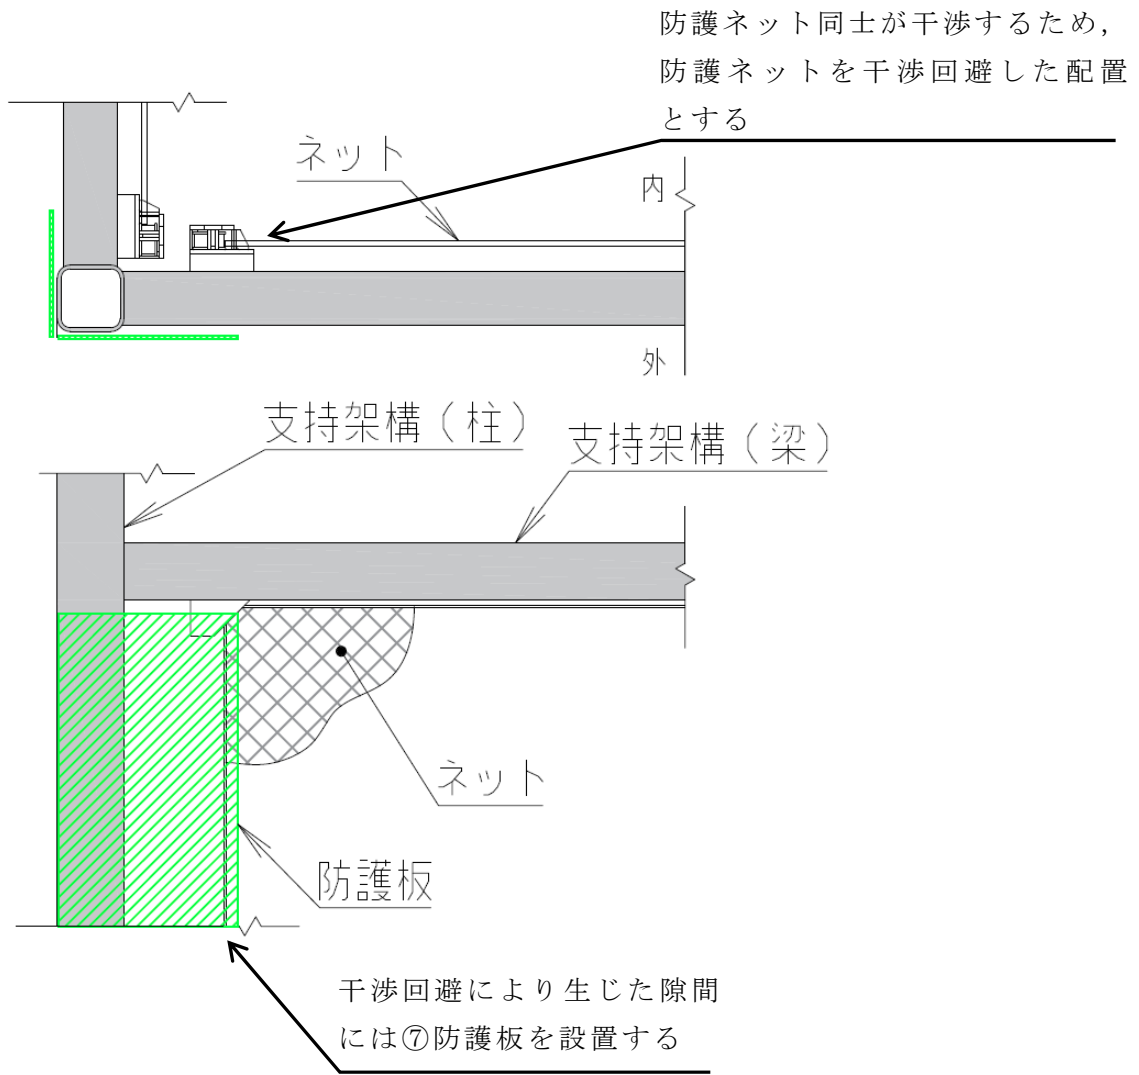 防護ネット同士が干渉するため，
防護ネットを干渉回避した配置
とする
ネット
内
外
支持架構（柱）
支持架構（梁）
ネット
防護板
干渉回避により生じた隙間
には⑦防護板を設置する